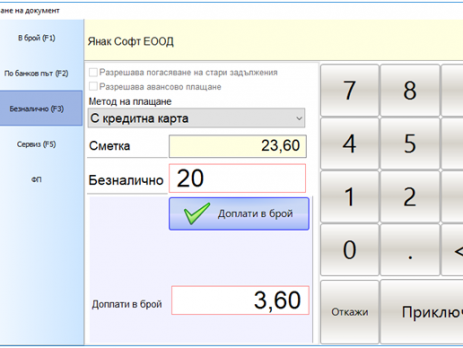 ане на документ
В брой (F1)
Янак Софт ЕООД
По банков път (F2)
Разрешава погасяване на стари задължения
Разрешава авансово плащане
Безналично (F3)
Метод на плащане
С кредитна карта
Сервиз (F5)
Сметка
23,60
ФП
Безналично
20
Доплати в брой
Доплати в брой
3,60
7 8
4 5
1 2
0 . <
Откажи
Приключ